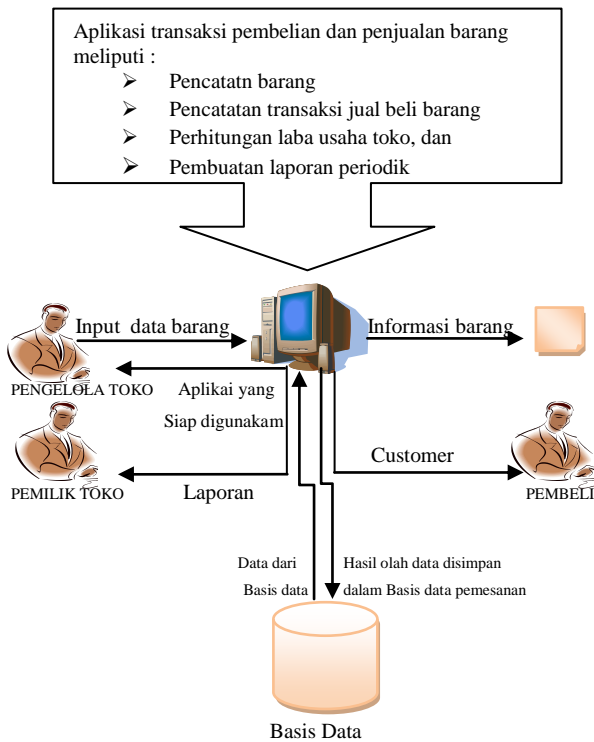 Aplikasi transaksi pembelian dan penjualan barang
meliputi :
➢ Pencatatn barang
➢ Pencatatan transaksi jual beli barang
➢ Perhitungan laba usaha toko, dan
➢ Pembuatan laporan periodik
Input data barang
Informasi barang
PENGELOLA TOKO
Aplikai yang
Siap digunakam
PEMILIK TOKO
Laporan
Customer
PEMBELI
Data dari
Basis data
Hasil olah data disimpan
dalam Basis data pemesanan
Basis Data